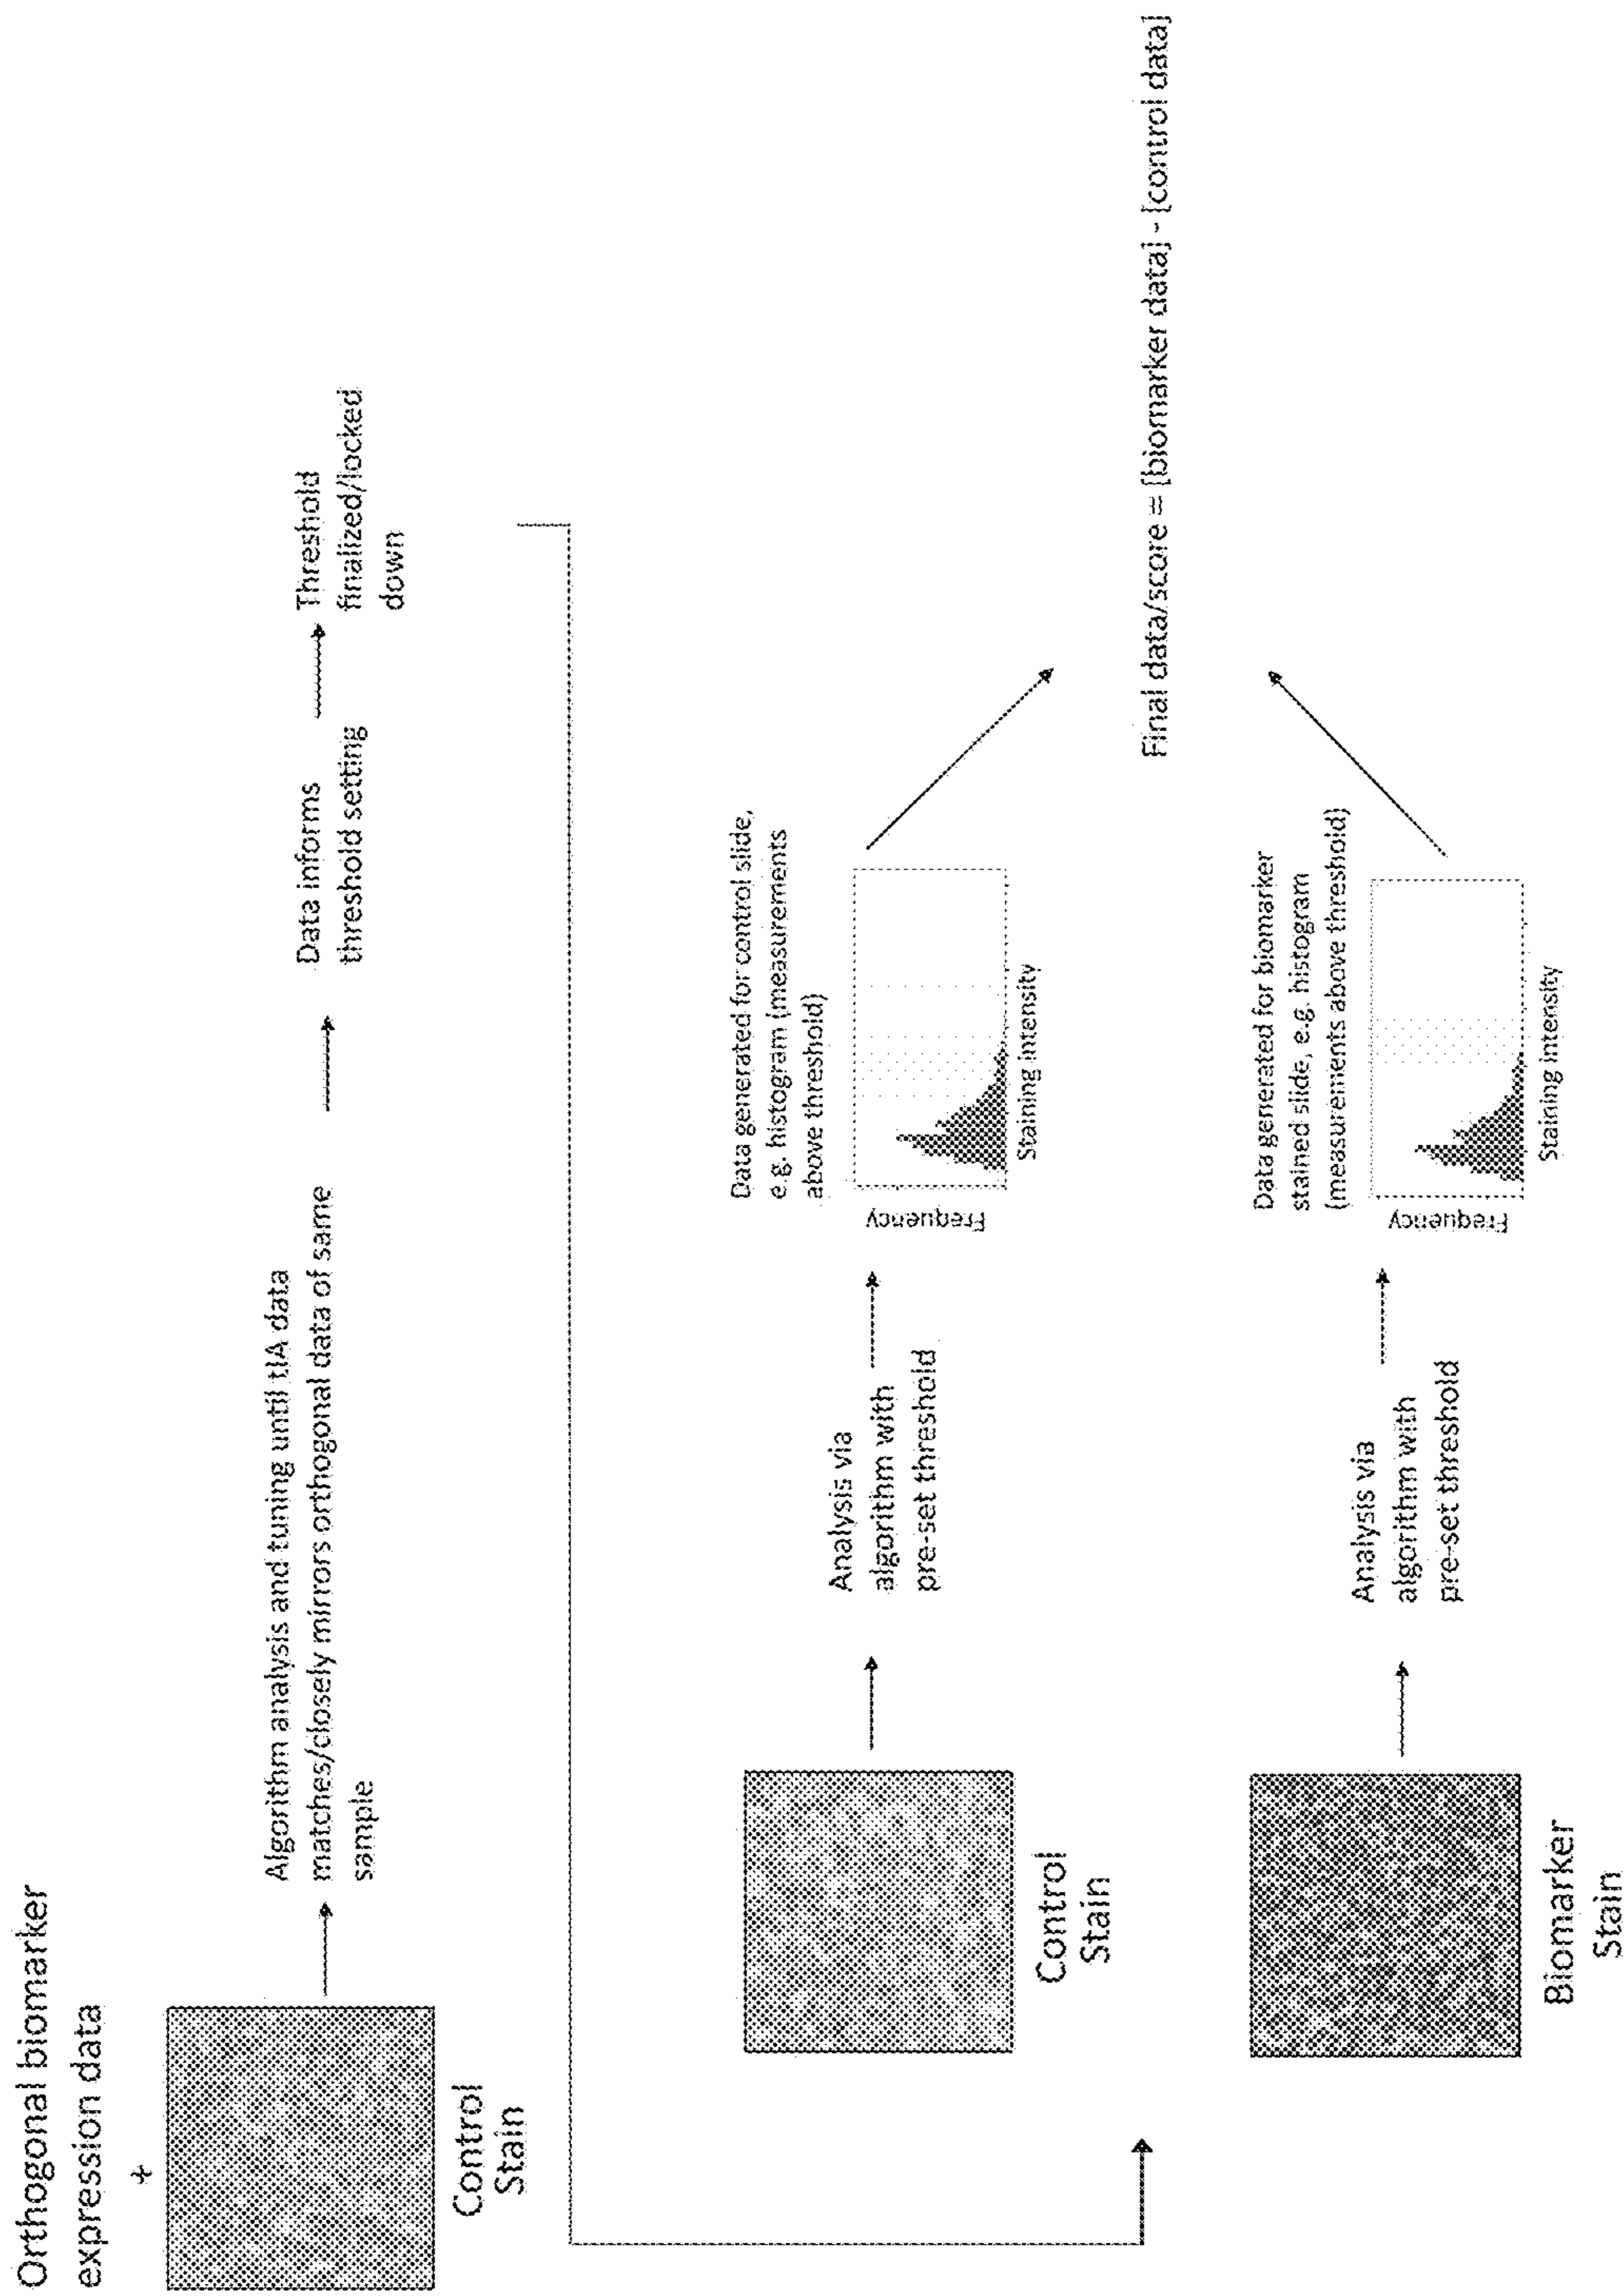 Orthogonal biomarker
expression data
+
Control
Stain
Algorithm analysis and tuning until tIA data
matches/closely mirrors orthogonal data of same
sample
Data informs
threshold setting
Threshold
finalized/locked
down
Control
Stain
Analysis via
algorithm with
pre-set threshold
Data generated for control slide,
e.g. histogram (measurements
above threshold)
Frequency
Staining intensity
Biomarker
Stain
Analysis via
algorithm with
pre-set threshold
Data generated for biomarker
stained slide, e.g. histogram
(measurements above threshold)
Frequency
Staining intensity
Final data/score = [biomarker data] - [control data]